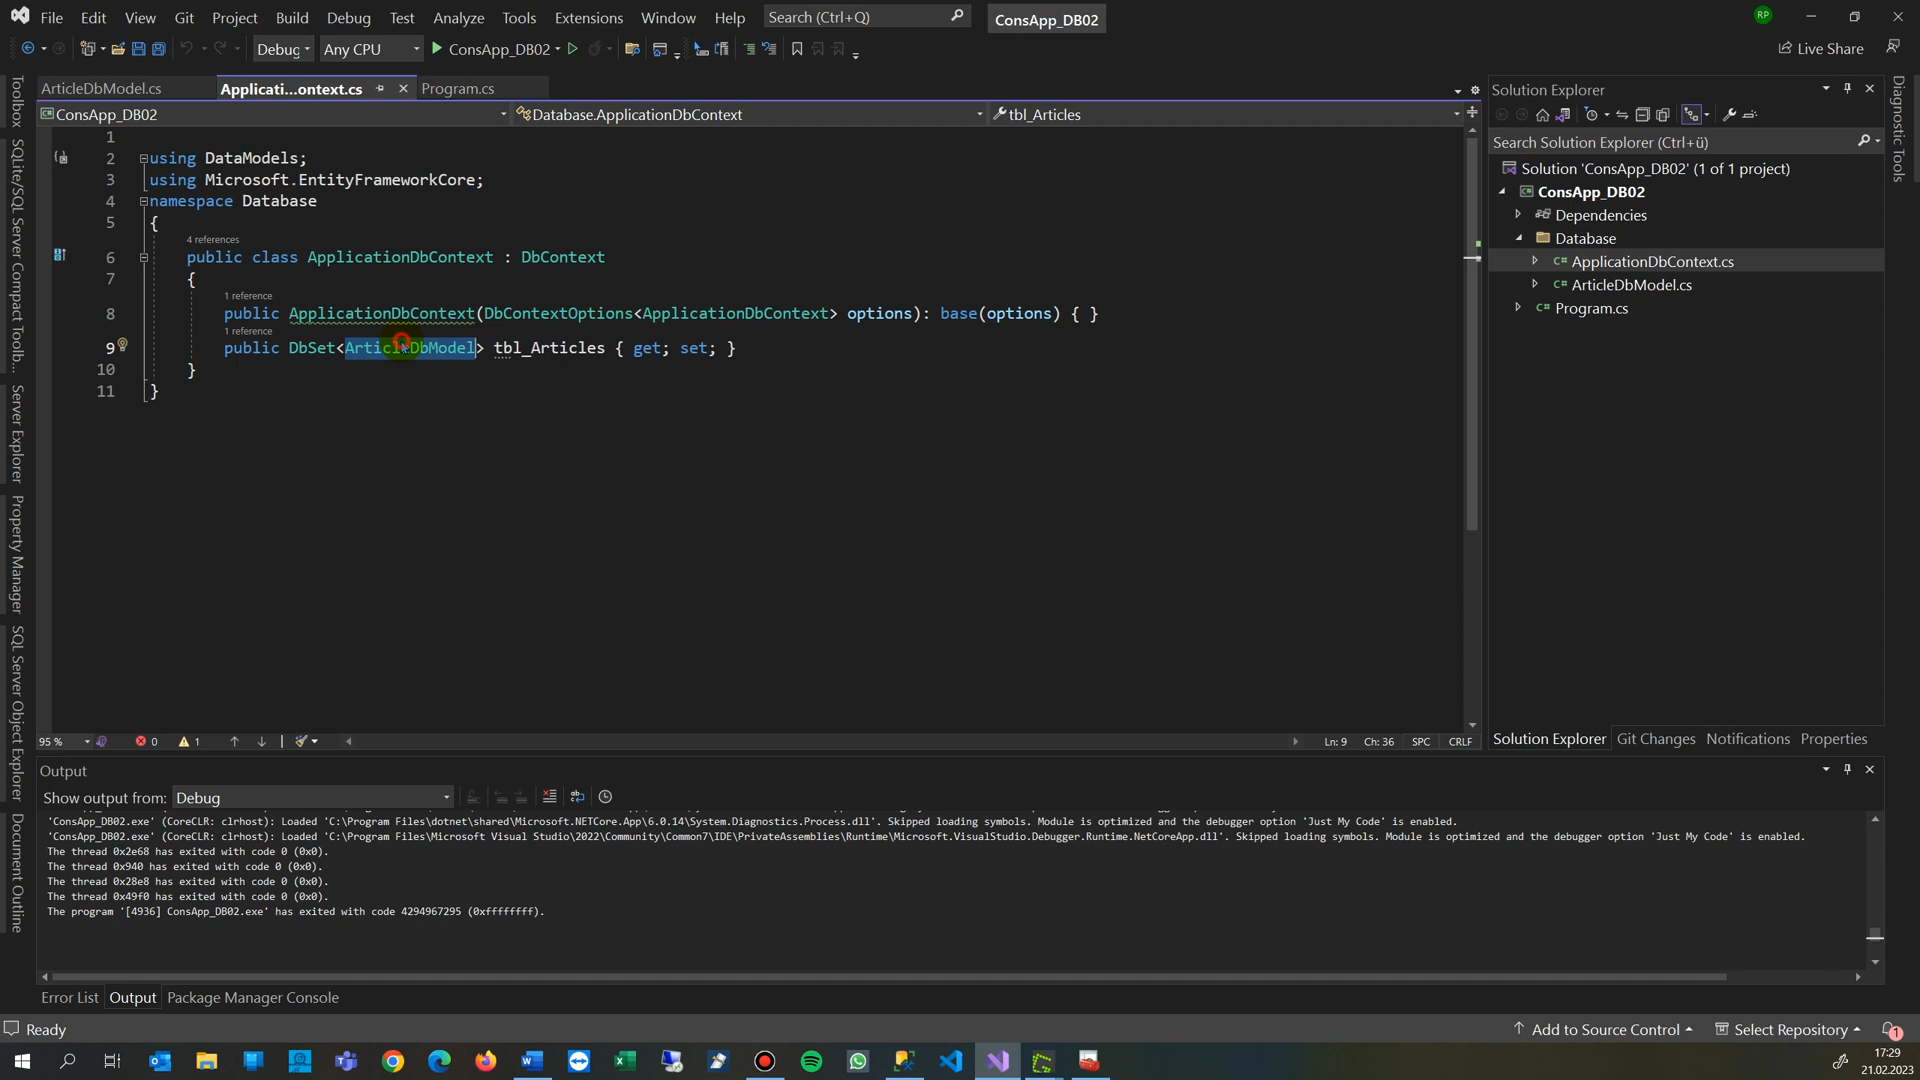 File Edit View Git Project Build Debug Test Analyze Tools Extensions Window Help Search (Ctrl+Q) ConsApp_DB02 RP
Debug Any CPU ConsApp_DB02 Live Share
ArticleDbModel.cs Applicati...ontext.cs Program.cs
ConsApp_DB02 Database.ApplicationDbContext tbl_Articles
1
2 using DataModels;
3 using Microsoft.EntityFrameworkCore;
4 namespace Database
5 {
4 references
6 public class ApplicationDbContext : DbContext
7 {
1 reference
8 public ApplicationDbContext(DbContextOptions<ApplicationDbContext> options): base(options) { }
1 reference
9 public DbSet<ArticleDbModel> tbl_Articles { get; set; }
10 }
11 }
95 % 0 1 Ln: 9 Ch: 36 SPC CRLF
Toolbox
SQLite/SQL Server Compact Toolb...
Server Explorer
Property Manager
SQL Server Object Explorer
Document Outline
Solution Explorer
Search Solution Explorer (Ctrl+ü)
Solution 'ConsApp_DB02' (1 of 1 project)
ConsApp_DB02
Dependencies
Database
C# ApplicationDbContext.cs
C# ArticleDbModel.cs
C# Program.cs
Solution Explorer Git Changes Notifications Properties
Diagnostic Tools
Output
Show output from: Debug
'ConsApp_DB02.exe' (CoreCLR: clrhost): Loaded 'C:\Program Files\dotnet\shared\Microsoft.NETCore.App\6.0.14\System.Diagnostics.Process.dll'. Skipped loading symbols. Module is optimized and the debugger option 'Just My Code' is enabled.
'ConsApp_DB02.exe' (CoreCLR: clrhost): Loaded 'C:\Program Files\Microsoft Visual Studio\2022\Community\Common7\IDE\PrivateAssemblies\Runtime\Microsoft.VisualStudio.Debugger.Runtime.NetCoreApp.dll'. Skipped loading symbols. Module is optimized and the debugger option 'Just My Code' is enabled.
The thread 0x2e68 has exited with code 0 (0x0).
The thread 0x940 has exited with code 0 (0x0).
The thread 0x28e8 has exited with code 0 (0x0).
The thread 0x49f0 has exited with code 0 (0x0).
The program '[4936] ConsApp_DB02.exe' has exited with code 4294967295 (0xffffffff).
Error List Output Package Manager Console
Ready Add to Source Control Select Repository 1
17:29
21.02.2023